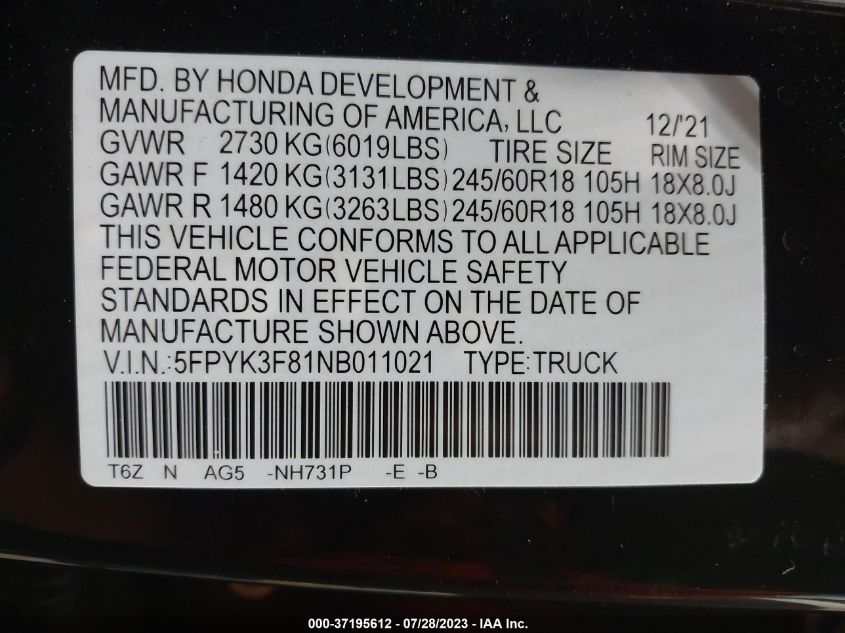 MFD. BY HONDA DEVELOPMENT &
MANUFACTURING OF AMERICA, LLC 12/'21
GVWR 2730 KG(6019LBS) TIRE SIZE RIM SIZE
GAWR F 1420 KG(3131LBS) 245/60R18 105H 18X8.0J
GAWR R 1480 KG(3263LBS) 245/60R18 105H 18X8.0J
THIS VEHICLE CONFORMS TO ALL APPLICABLE
FEDERAL MOTOR VEHICLE SAFETY
STANDARDS IN EFFECT ON THE DATE OF
MANUFACTURE SHOWN ABOVE.
V.I.N.:5FPYK3F81NB011021 TYPE:TRUCK
T6Z N AG5 -NH731P -E -B
000-37195612 / 07/28/2023 - IAA Inc.